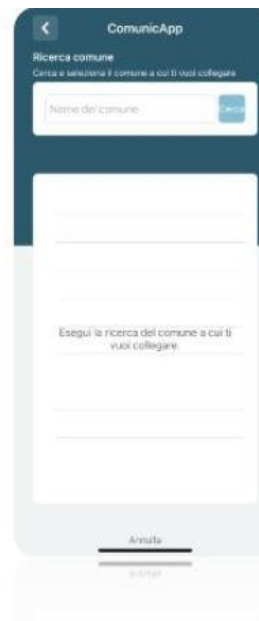 ComunicApp
Ricerca comune
Cerca e seleziona il comune a cui ti vuoi collegare
Nome del comune
Cerca
Esegui la ricerca del comune a cui ti
vuoi collegare.
Annulla